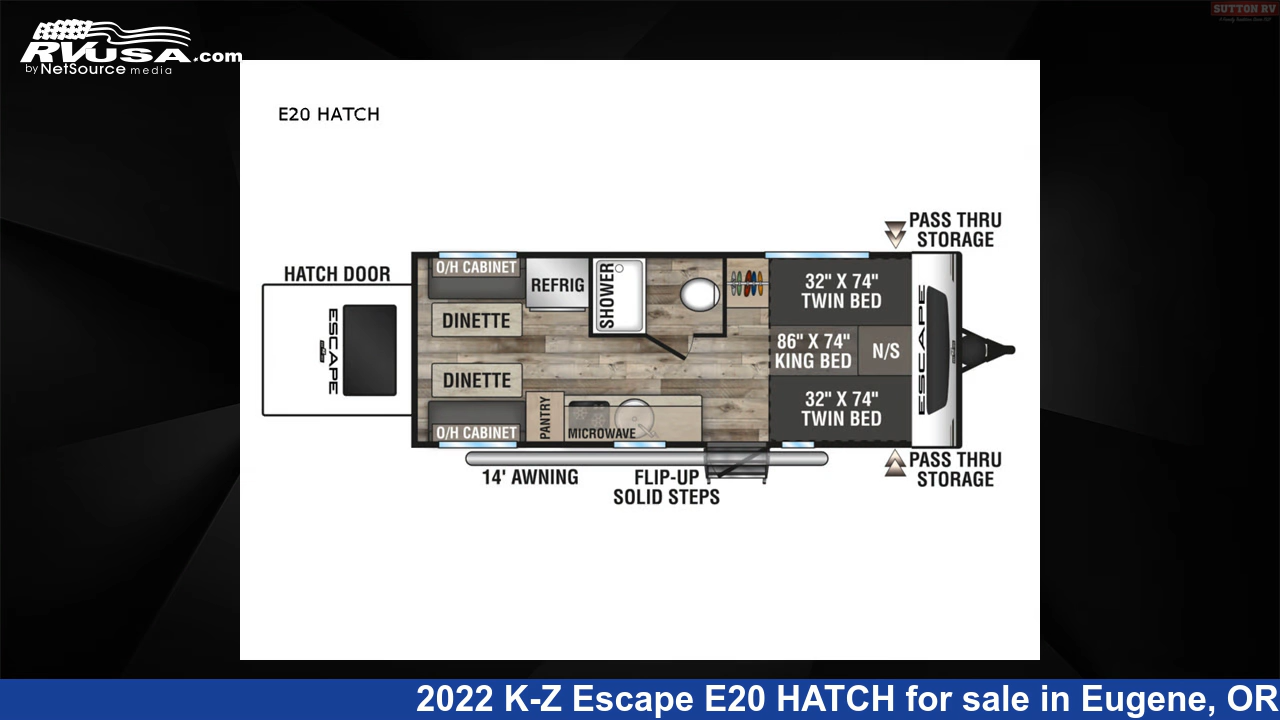 SUTTON RV
RVUSA.com
by NetSource media
E20 HATCH
PASS THRU
STORAGE
HATCH DOOR
O/H CABINET
REFRIG
SHOWER
32" X 74"
TWIN BED
ESCAPE
DINETTE
86" X 74"
KING BED
N/S
ESCAPE
DINETTE
PANTRY
32" X 74"
TWIN BED
O/H CABINET
MICROWAVE
14' AWNING
FLIP-UP
SOLID STEPS
PASS THRU
STORAGE
2022 K-Z Escape E20 HATCH for sale in Eugene, OR